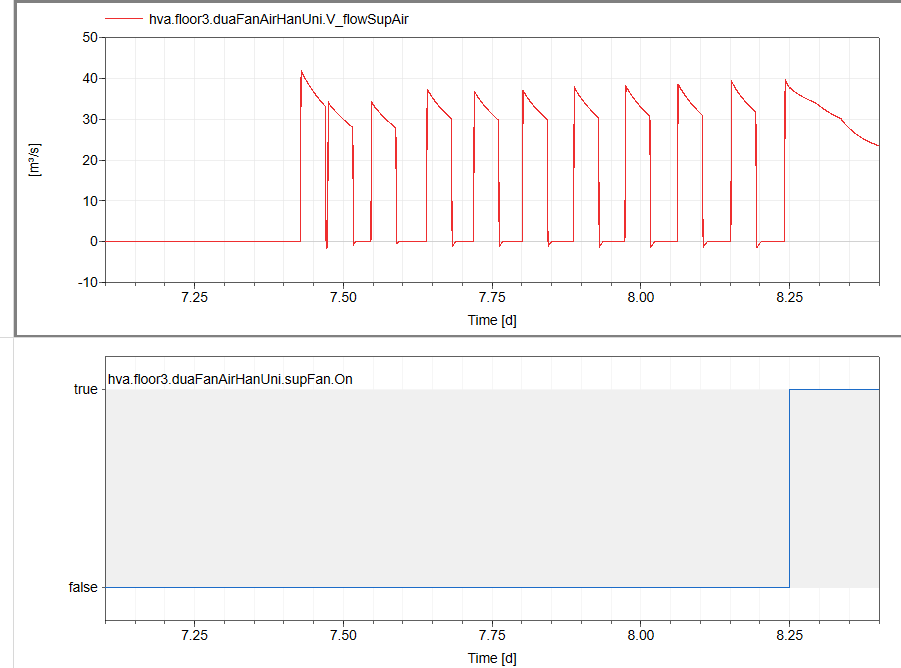 hva.floor3.duaFanAirHanUni.V_flowSupAir
50
40
30
20
10
0
-10
[m³/s]
7.25 7.50 7.75 8.00 8.25
Time [d]
hva.floor3.duaFanAirHanUni.supFan.On
true
false
7.25 7.50 7.75 8.00 8.25
Time [d]